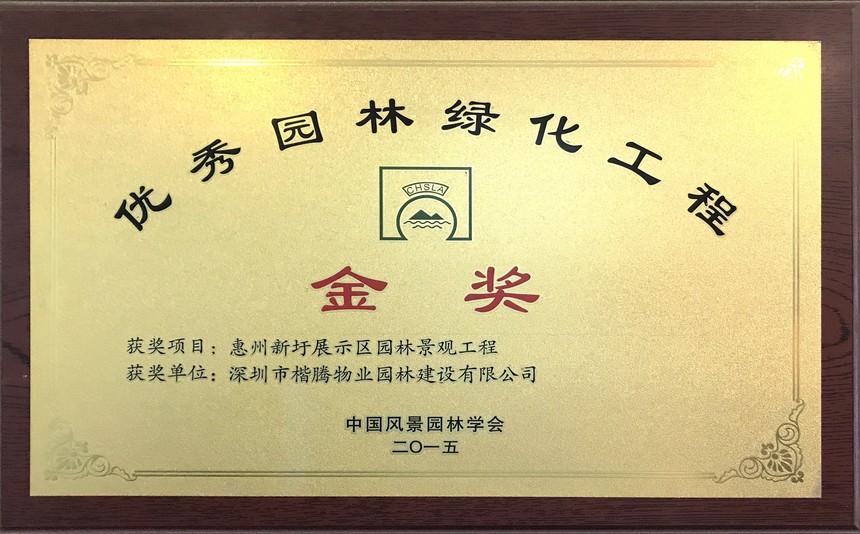 优秀园林绿化工程
CHSLA
金奖
获奖项目：惠州新圩展示区园林景观工程
获奖单位：深圳市楷腾物业园林建设有限公司
中国风景园林学会
二〇一五